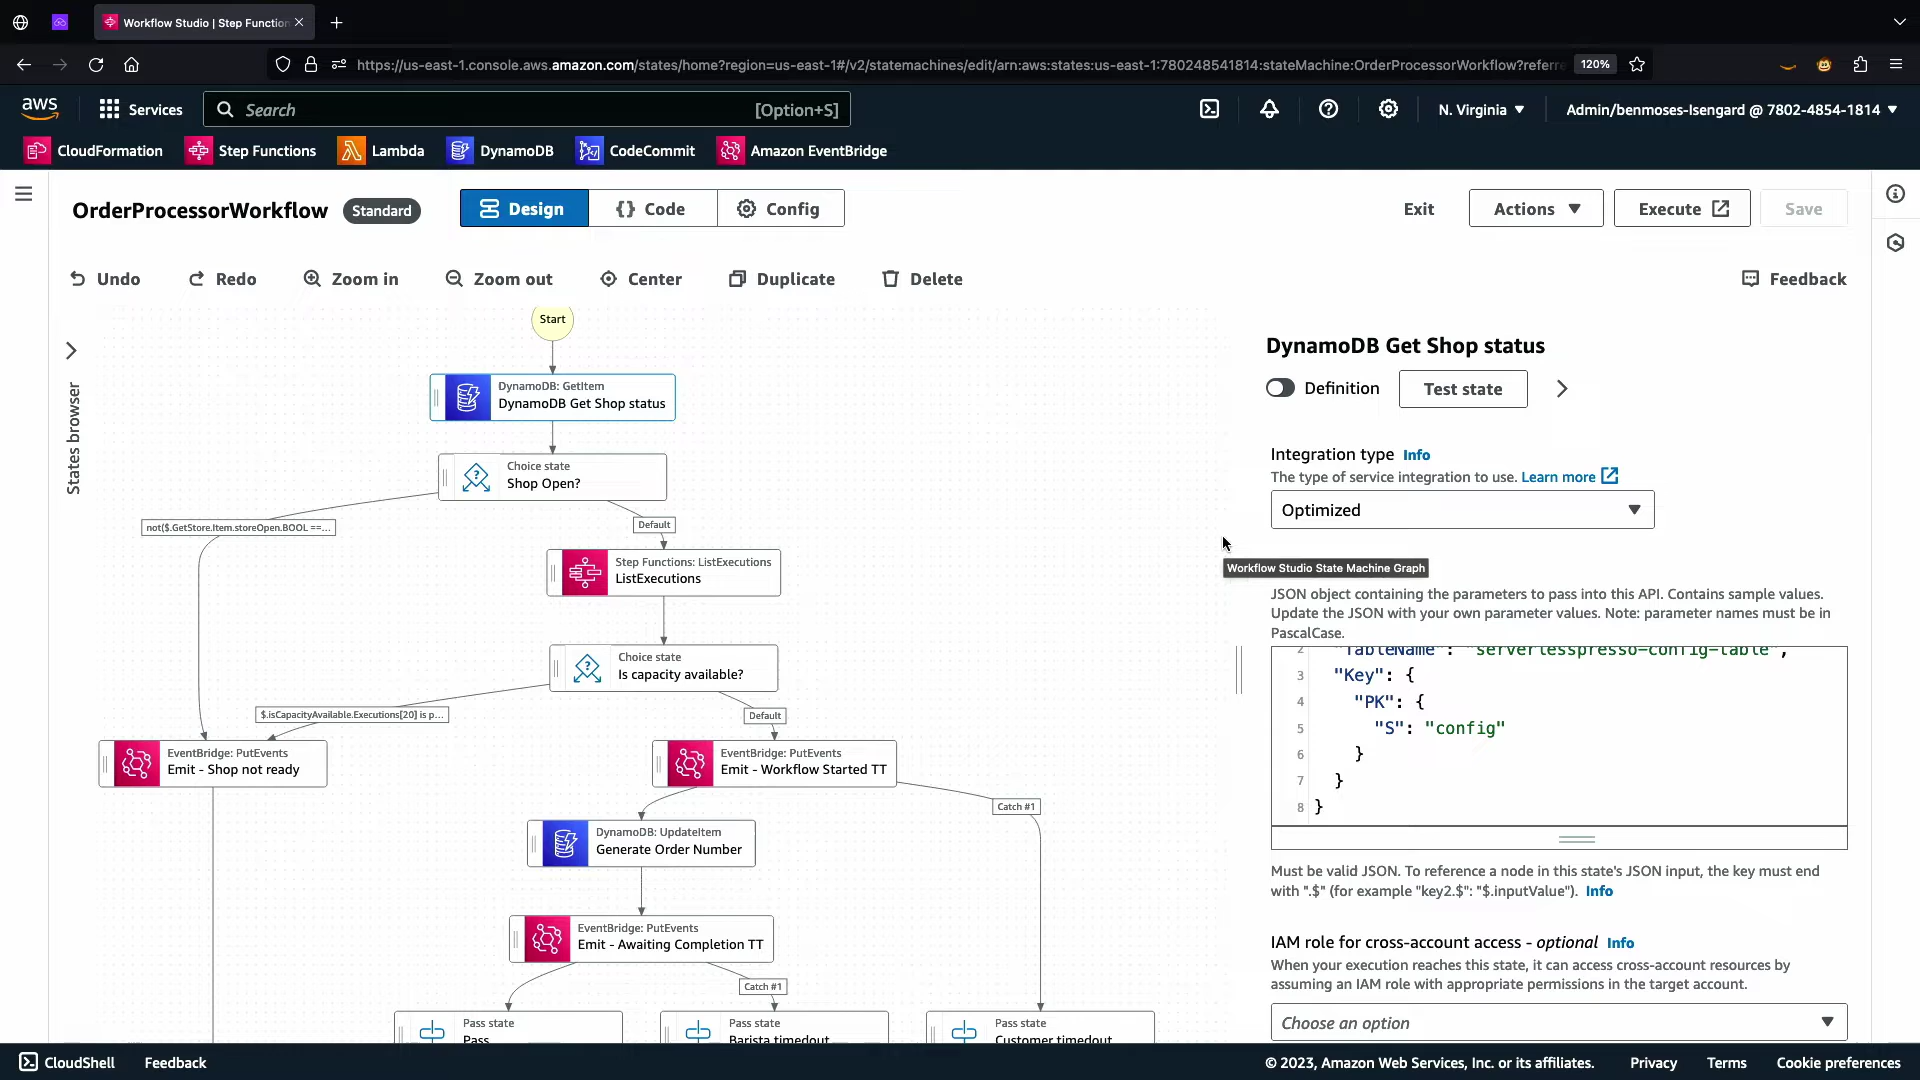 Workflow Studio | Step Function
https://us-east-1.console.aws.amazon.com/states/home?region=us-east-1#/v2/statemachines/edit/arn:aws:states:us-east-1:780248541814:stateMachine:OrderProcessorWorkflow?referre
120%
aws
Services
Search
[Option+S]
N. Virginia
Admin/benmoses-Isengard @ 7802-4854-1814
CloudFormation
Step Functions
Lambda
DynamoDB
CodeCommit
Amazon EventBridge
OrderProcessorWorkflow
Standard
Design
{} Code
Config
Exit
Actions
Execute
Save
Undo
Redo
Zoom in
Zoom out
Center
Duplicate
Delete
Feedback
States browser
Start
DynamoDB: GetItem
DynamoDB Get Shop status
Choice state
Shop Open?
not($.GetStore.Item.storeOpen.BOOL ==...
Default
Step Functions: ListExecutions
ListExecutions
Choice state
Is capacity available?
$.isCapacityAvailable.Executions[20] is p...
Default
EventBridge: PutEvents
Emit - Shop not ready
EventBridge: PutEvents
Emit - Workflow Started TT
Catch #1
DynamoDB: UpdateItem
Generate Order Number
EventBridge: PutEvents
Emit - Awaiting Completion TT
Catch #1
Pass state
Pass
Pass state
Barista timedout
Pass state
Customer timedout
DynamoDB Get Shop status
Definition
Test state
Integration type Info
The type of service integration to use. Learn more
Optimized
Workflow Studio State Machine Graph
JSON object containing the parameters to pass into this API. Contains sample values.
Update the JSON with your own parameter values. Note: parameter names must be in
PascalCase.
2 "TableName": "serverlesspresso-config-table",
3 "Key": {
4 "PK": {
5 "S": "config"
6 }
7 }
8 }
Must be valid JSON. To reference a node in this state's JSON input, the key must end
with ".$" (for example "key2.$": "$.inputValue"). Info
IAM role for cross-account access - optional Info
When your execution reaches this state, it can access cross-account resources by
assuming an IAM role with appropriate permissions in the target account.
Choose an option
CloudShell
Feedback
© 2023, Amazon Web Services, Inc. or its affiliates.
Privacy
Terms
Cookie preferences